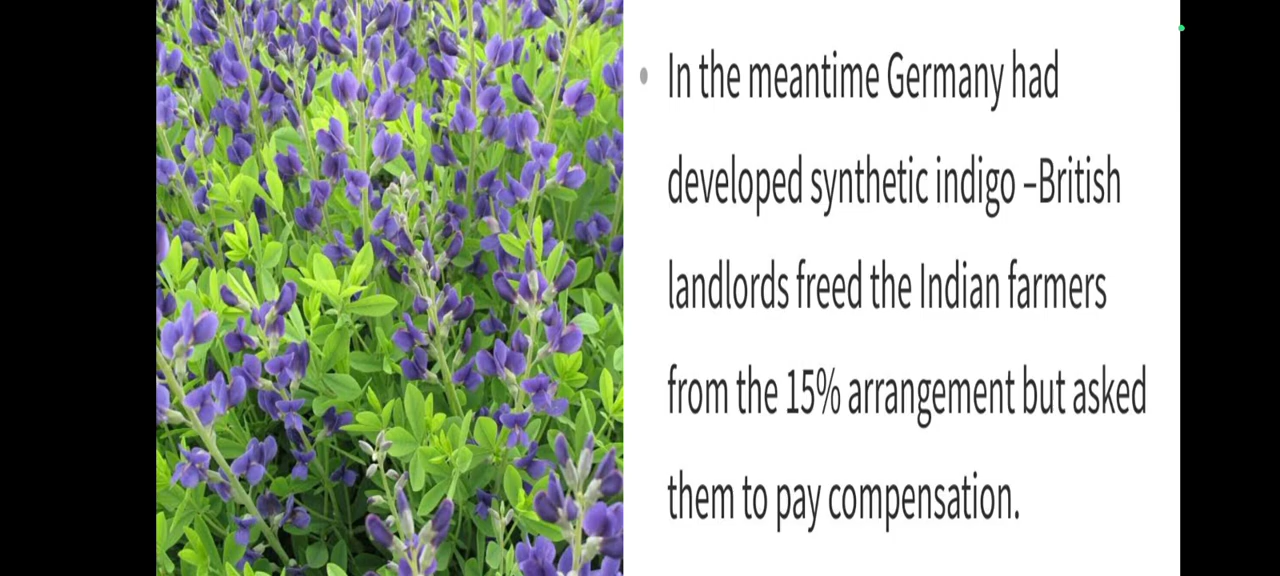 • In the meantime Germany had
developed synthetic indigo –British
landlords freed the Indian farmers
from the 15% arrangement but asked
them to pay compensation.